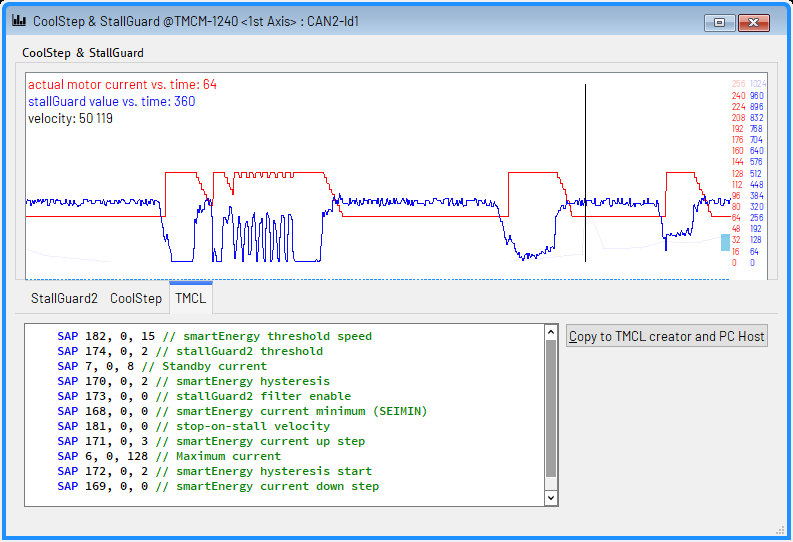 CoolStep & StallGuard @TMCM-1240 <1st Axis> : CAN2-Id1
CoolStep & StallGuard
actual motor current vs. time: 64
stallGuard value vs. time: 360
velocity: 50 119
256 1024
240 960
224 896
208 832
192 768
176 704
160 640
144 576
128 512
112 448
96 384
80 320
64 256
48 192
32 128
16 64
0 0
StallGuard2 CoolStep TMCL
SAP 182, 0, 15 // smartEnergy threshold speed
SAP 174, 0, 2 // stallGuard2 threshold
SAP 7, 0, 8 // Standby current
SAP 170, 0, 2 // smartEnergy hysteresis
SAP 173, 0, 0 // stallGuard2 filter enable
SAP 168, 0, 0 // smartEnergy current minimum (SEIMIN)
SAP 181, 0, 0 // stop-on-stall velocity
SAP 171, 0, 3 // smartEnergy current up step
SAP 6, 0, 128 // Maximum current
SAP 172, 0, 2 // smartEnergy hysteresis start
SAP 169, 0, 0 // smartEnergy current down step
Copy to TMCL creator and PC Host